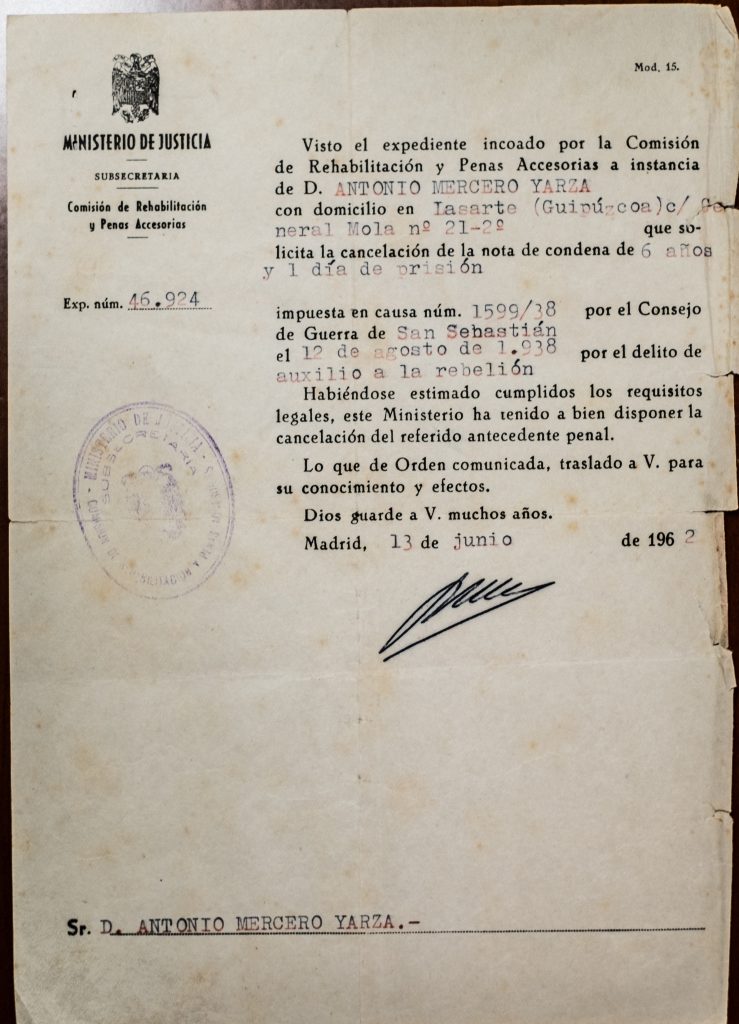 Mod. 15.
MINISTERIO DE JUSTICIA
SUBSECRETARIA
Comisión de Rehabilitación
y Penas Accesorias
Exp. núm. 46.924
Visto el expediente incoado por la Comisión
de Rehabilitación y Penas Accesorias a instancia
de D. ANTONIO MERCERO YARZA
con domicilio en Lasarte (Guipúzcoa)c/ Ge
neral Mola nº 21-2º que so-
licita la cancelación de la nota de condena de 6 años
y 1 día de prisión
impuesta en causa núm. 1599/38 por el Consejo
de Guerra de San Sebastián
el 12 de agosto de 1.938 por el delito de
auxilio a la rebelión
Habiéndose estimado cumplidos los requisitos
legales, este Ministerio ha tenido a bien disponer la
cancelación del referido antecedente penal.
Lo que de Orden comunicada, traslado a V. para
su conocimiento y efectos.
Dios guarde a V. muchos años.
Madrid, 13 de junio de 1962
MINISTERIO DE JUSTICIA
SUBSECRETARIA
Sr. D. ANTONIO MERCERO YARZA.-